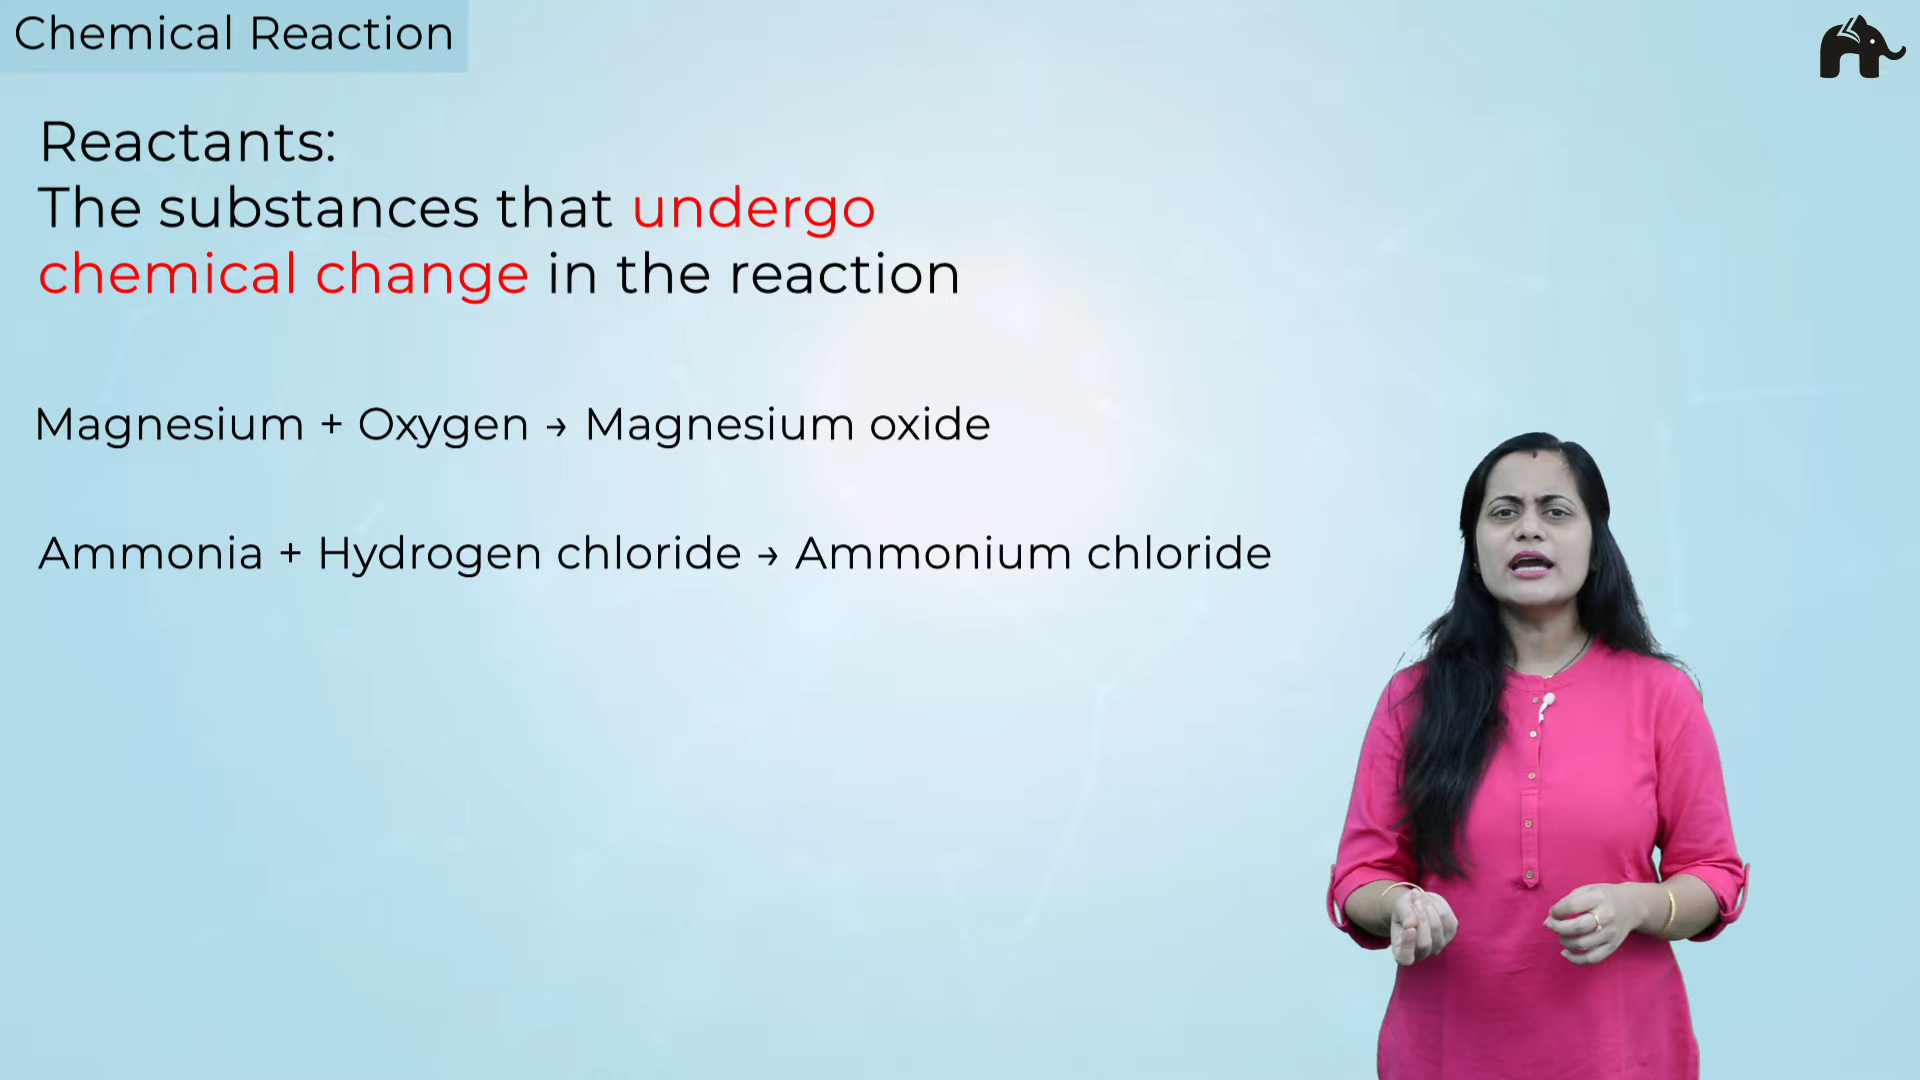 Chemical Reaction
Reactants:
The substances that undergo
chemical change in the reaction
Magnesium + Oxygen → Magnesium oxide
Ammonia + Hydrogen chloride → Ammonium chloride